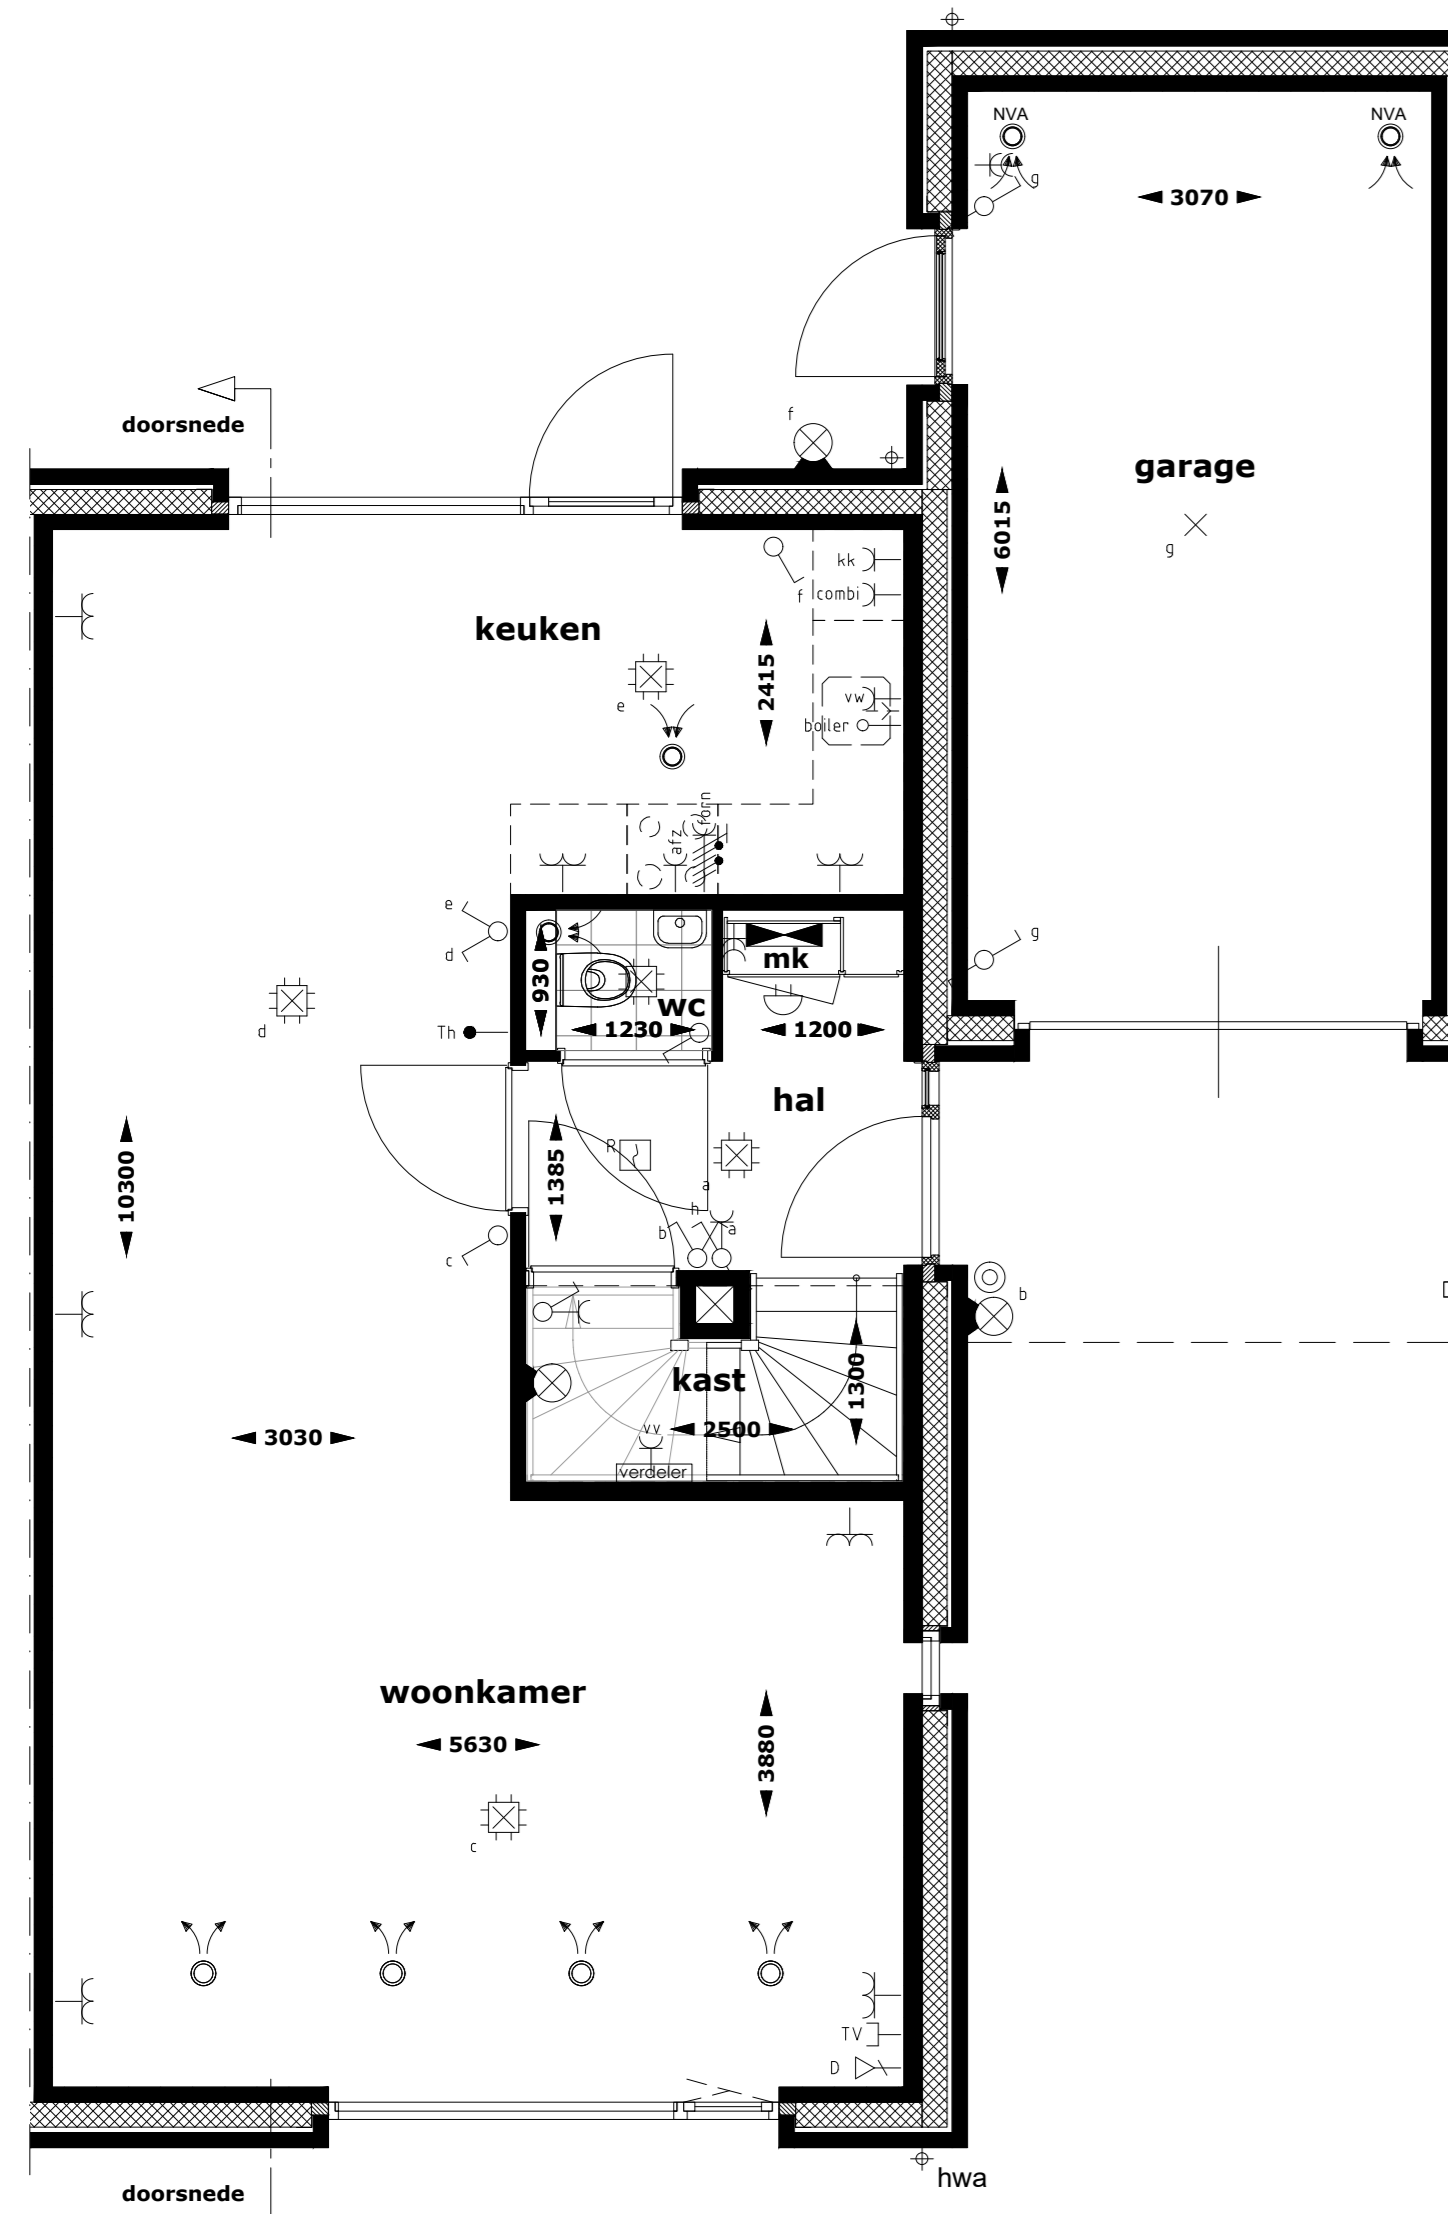 NVA
NVA
g
3070
doorsnede
f
garage
6015
g
kk
f
combi
keuken
2415
e
vw
boiler
forn
afz
e
d
930
mk
g
wc
d
Th
1230
1200
hal
10300
R
1385
a
h
b
a
c
b
1300
kast
3030
vv
2500
verdeler
woonkamer
5630
3880
c
TV
D
hwa
doorsnede